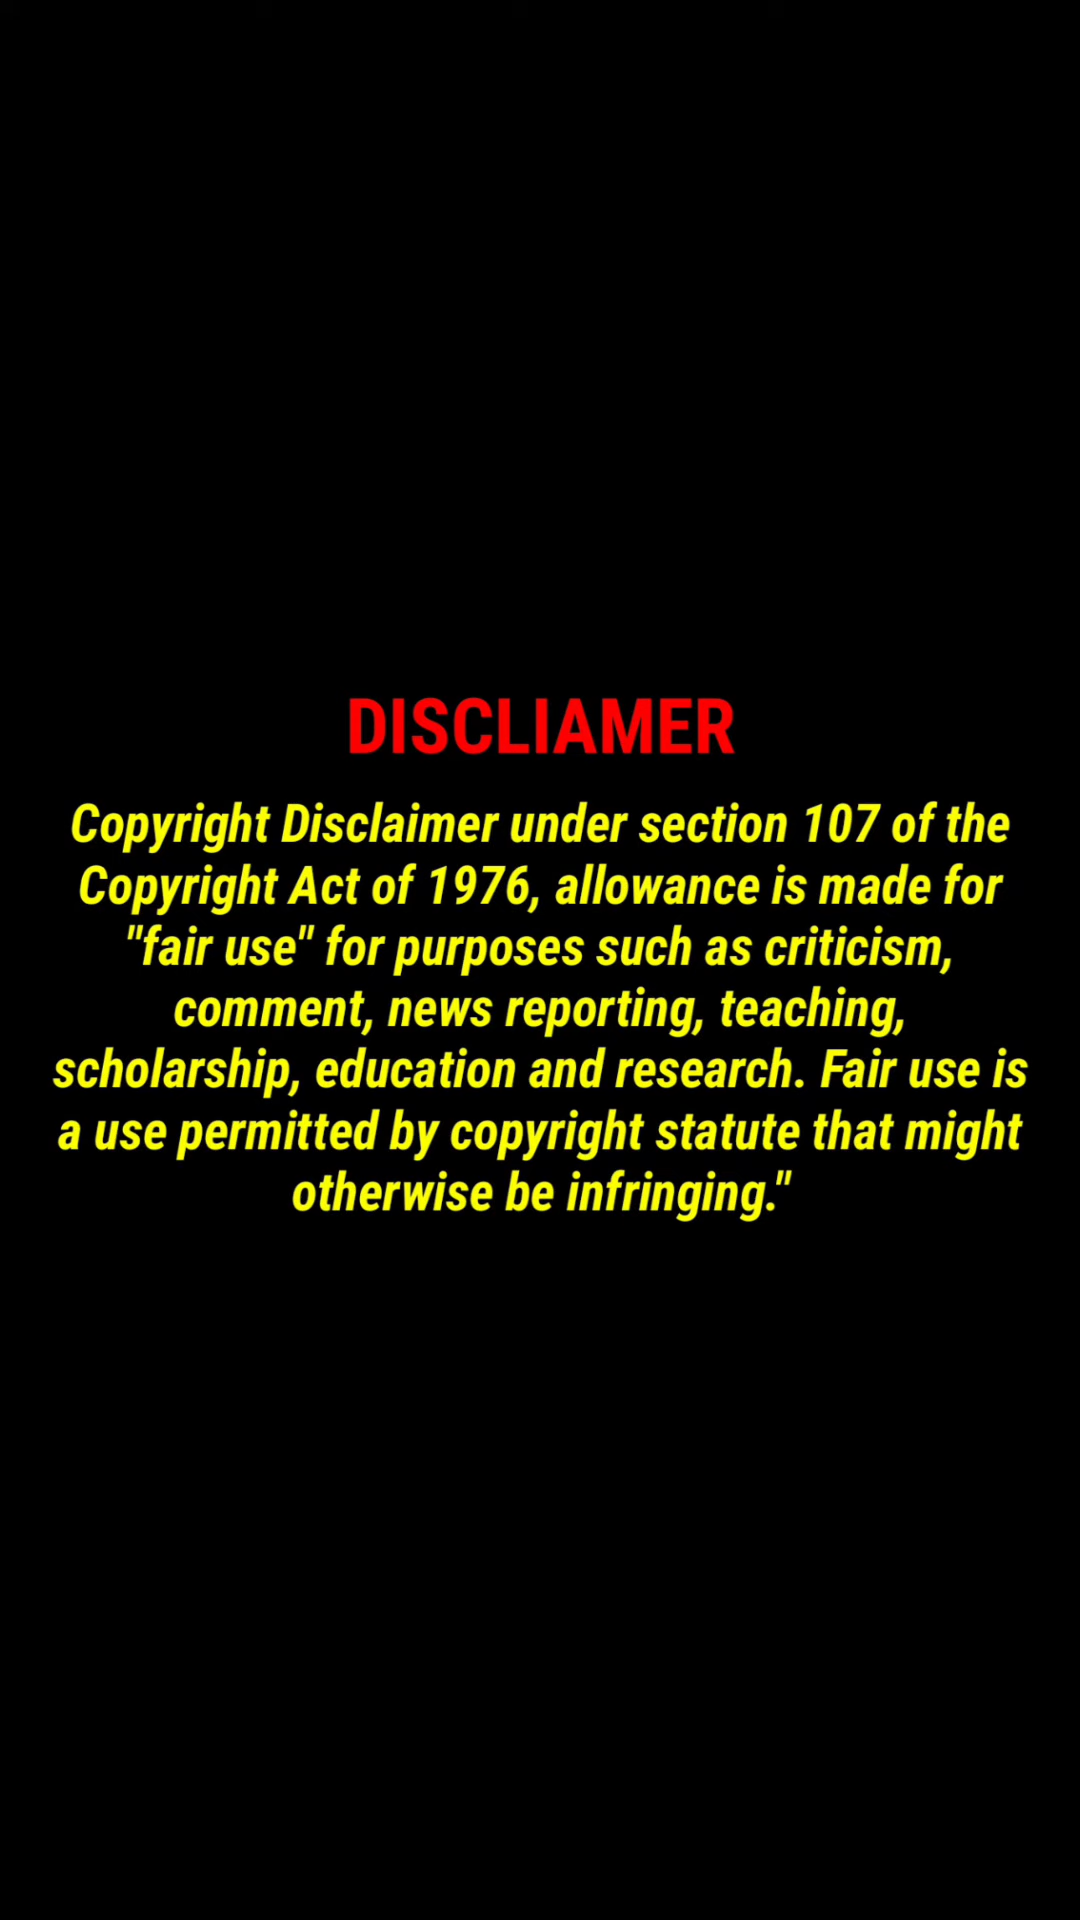 DISCLIAMER
Copyright Disclaimer under section 107 of the
Copyright Act of 1976, allowance is made for
"fair use" for purposes such as criticism,
comment, news reporting, teaching,
scholarship, education and research. Fair use is
a use permitted by copyright statute that might
otherwise be infringing."